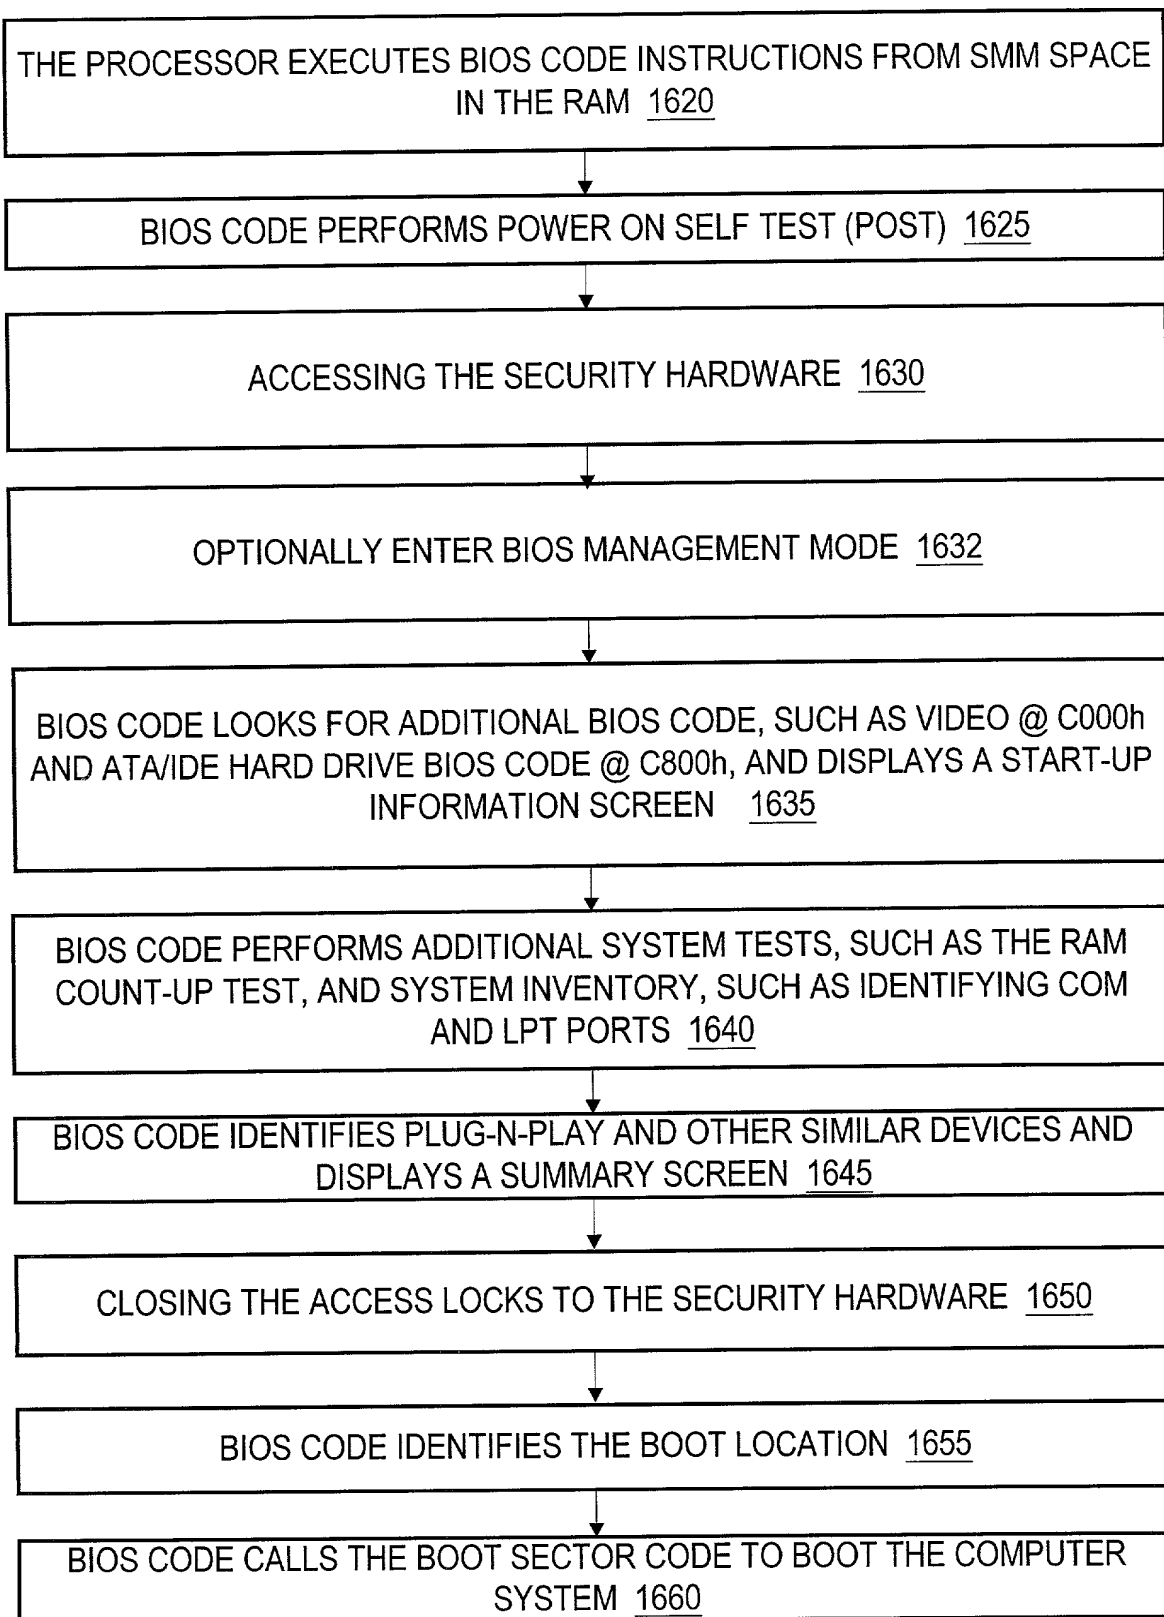 THE PROCESSOR EXECUTES BIOS CODE INSTRUCTIONS FROM SMM SPACE
IN THE RAM 1620
BIOS CODE PERFORMS POWER ON SELF TEST (POST) 1625
ACCESSING THE SECURITY HARDWARE 1630
OPTIONALLY ENTER BIOS MANAGEMENT MODE 1632
BIOS CODE LOOKS FOR ADDITIONAL BIOS CODE, SUCH AS VIDEO @ C000h
AND ATA/IDE HARD DRIVE BIOS CODE @ C800h, AND DISPLAYS A START-UP
INFORMATION SCREEN 1635
BIOS CODE PERFORMS ADDITIONAL SYSTEM TESTS, SUCH AS THE RAM
COUNT-UP TEST, AND SYSTEM INVENTORY, SUCH AS IDENTIFYING COM
AND LPT PORTS 1640
BIOS CODE IDENTIFIES PLUG-N-PLAY AND OTHER SIMILAR DEVICES AND
DISPLAYS A SUMMARY SCREEN 1645
CLOSING THE ACCESS LOCKS TO THE SECURITY HARDWARE 1650
BIOS CODE IDENTIFIES THE BOOT LOCATION 1655
BIOS CODE CALLS THE BOOT SECTOR CODE TO BOOT THE COMPUTER
SYSTEM 1660